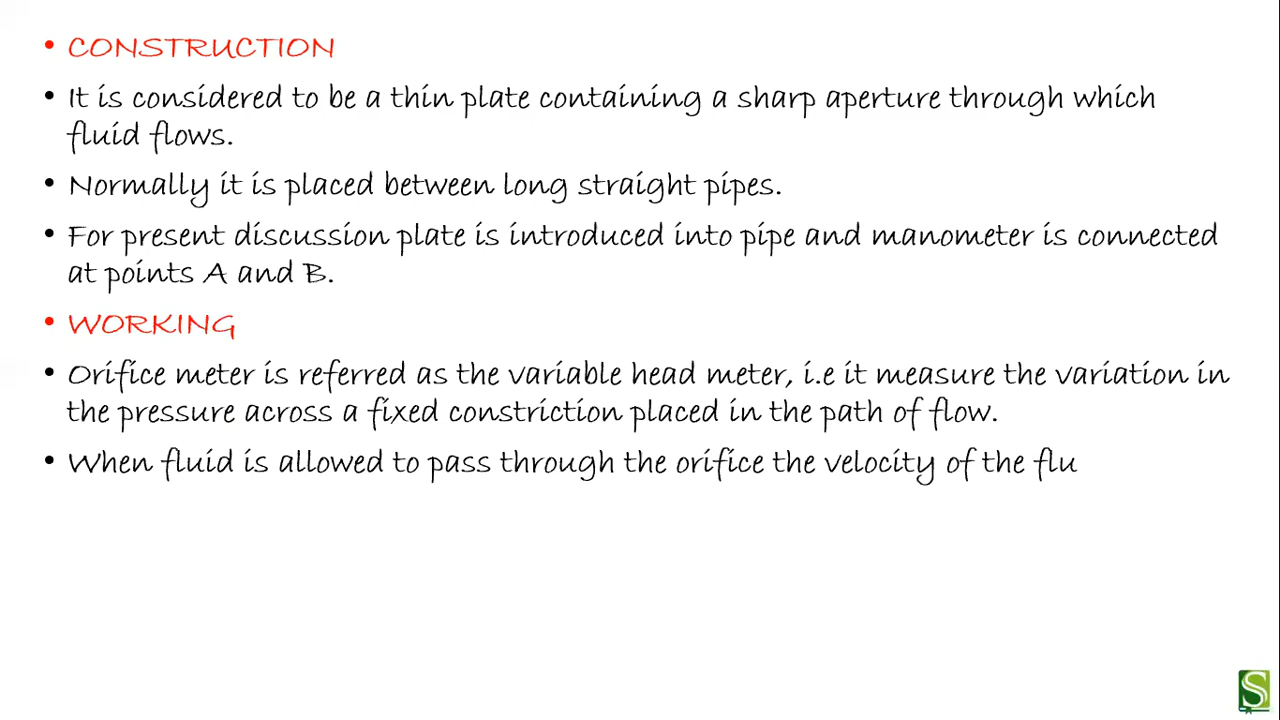 • CONSTRUCTION
• It is considered to be a thin plate containing a sharp aperture through which
fluid flows.
• Normally it is placed between long straight pipes.
• For present discussion plate is introduced into pipe and manometer is connected
at points A and B.
• WORKING
• Orifice meter is referred as the variable head meter, i.e it measure the variation in
the pressure across a fixed constriction placed in the path of flow.
• When fluid is allowed to pass through the orifice the velocity of the flu
S